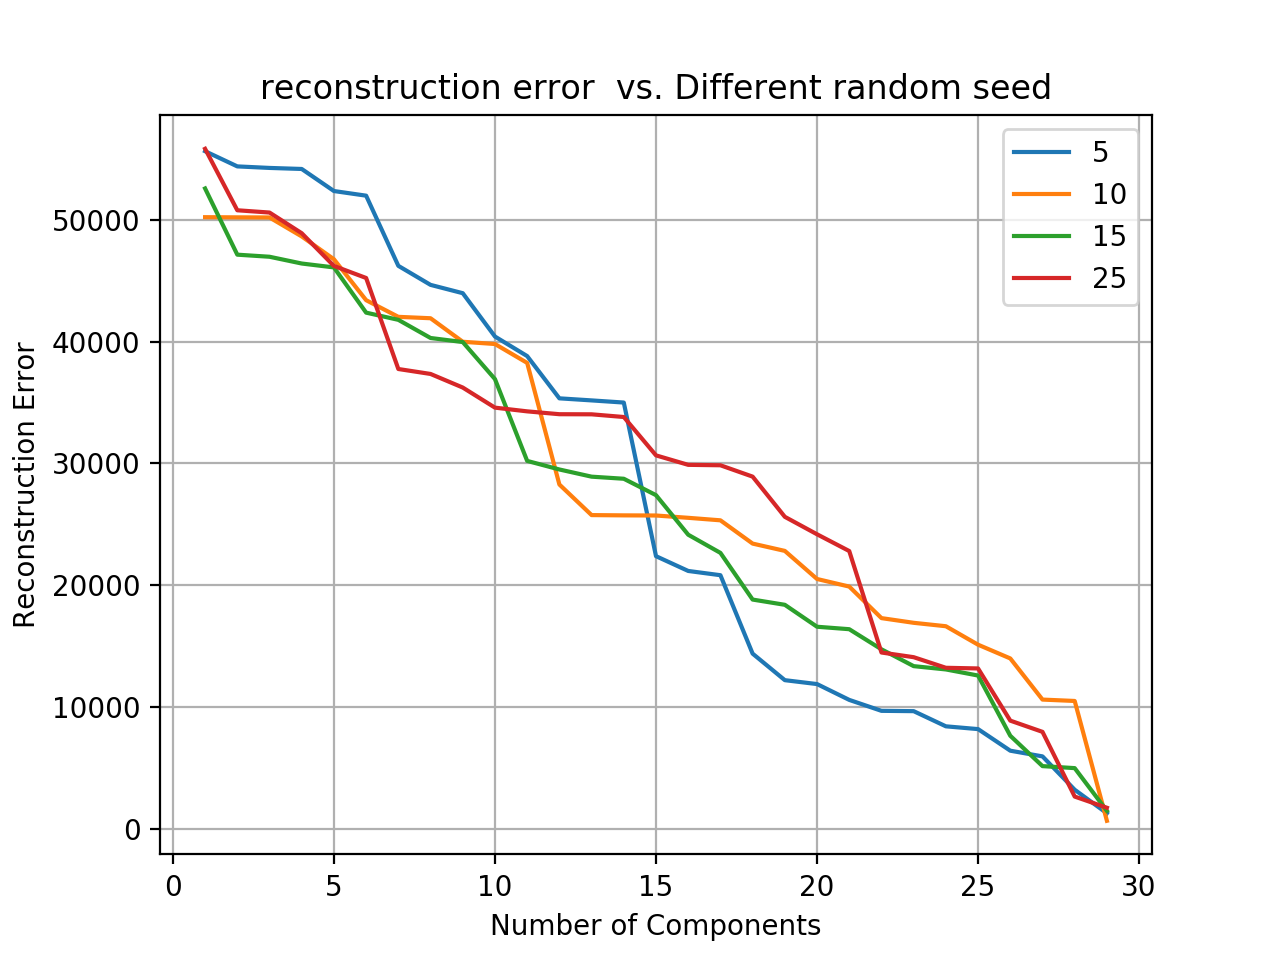 reconstruction error  vs. Different random seed
5
10
15
25
Reconstruction Error
50000
40000
30000
20000
10000
0
0 5 10 15 20 25 30
Number of Components